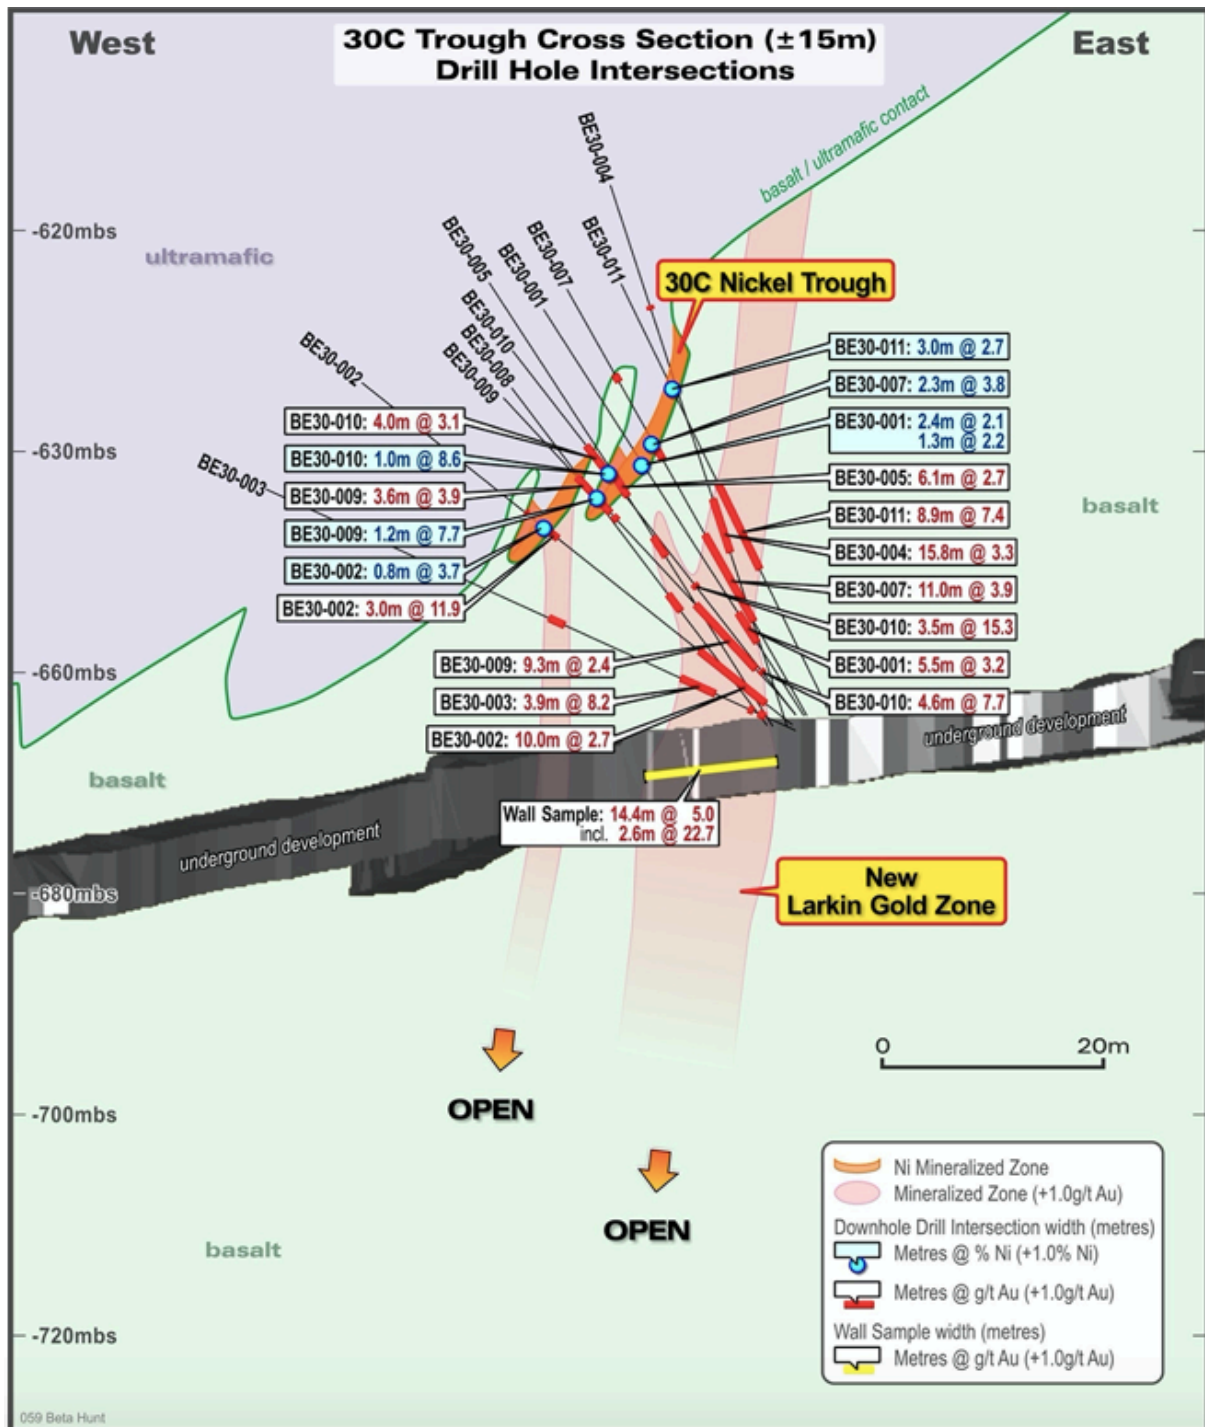 West
30C Trough Cross Section (±15m)
Drill Hole Intersections
East
basalt / ultramafic contact
BE30-004
-620mbs
ultramafic
BE30-005
BE30-001
BE30-007
BE30-011
30C Nickel Trough
BE30-010
BE30-008
BE30-009
BE30-002
BE30-003
BE30-011: 3.0m @ 2.7
BE30-007: 2.3m @ 3.8
BE30-001: 2.4m @ 2.1
1.3m @ 2.2
BE30-005: 6.1m @ 2.7
BE30-011: 8.9m @ 7.4
BE30-004: 15.8m @ 3.3
BE30-007: 11.0m @ 3.9
BE30-010: 3.5m @ 15.3
BE30-001: 5.5m @ 3.2
BE30-010: 4.6m @ 7.7
BE30-010: 4.0m @ 3.1
-630mbs
BE30-010: 1.0m @ 8.6
BE30-009: 3.6m @ 3.9
BE30-009: 1.2m @ 7.7
BE30-002: 0.8m @ 3.7
BE30-002: 3.0m @ 11.9
basalt
BE30-009: 9.3m @ 2.4
-660mbs
BE30-003: 3.9m @ 8.2
BE30-002: 10.0m @ 2.7
underground development
basalt
Wall Sample: 14.4m @ 5.0
incl. 2.6m @ 22.7
underground development
-680mbs
New
Larkin Gold Zone
OPEN
-700mbs
0 20m
OPEN
basalt
-720mbs
Ni Mineralized Zone
Mineralized Zone (+1.0g/t Au)
Downhole Drill Intersection width (metres)
Metres @ % Ni (+1.0% Ni)
Metres @ g/t Au (+1.0g/t Au)
Wall Sample width (metres)
Metres @ g/t Au (+1.0g/t Au)
059 Beta Hunt